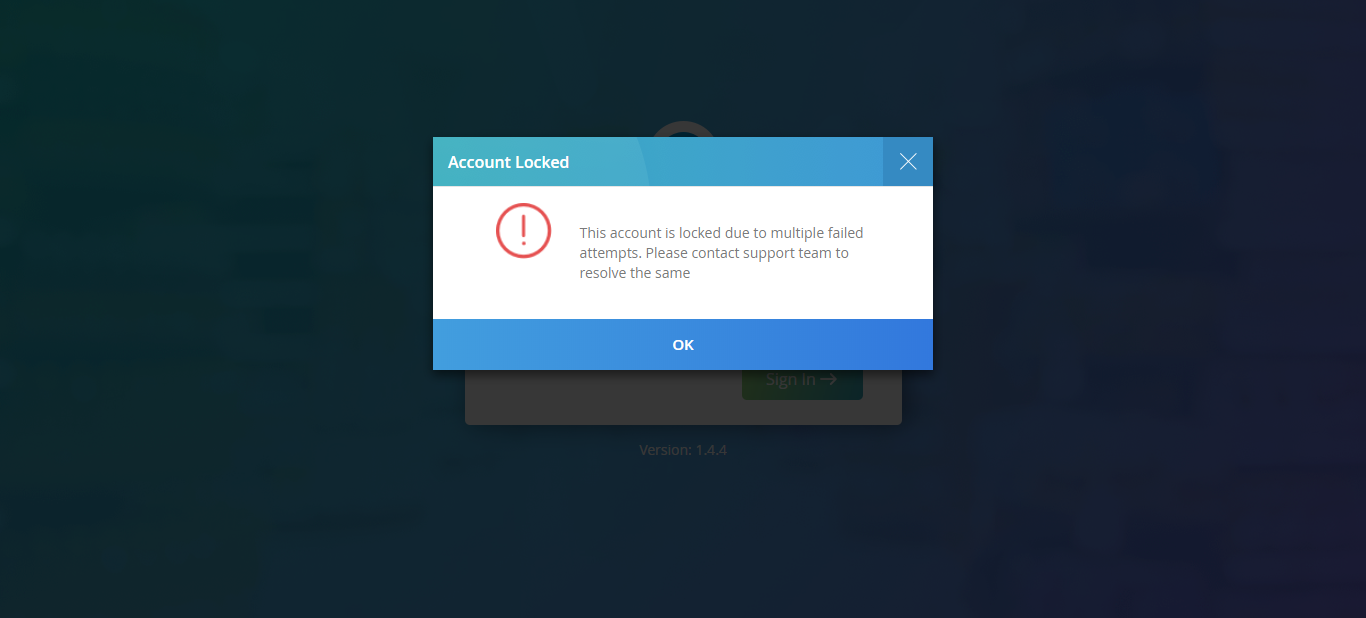 Account Locked
This account is locked due to multiple failed
attempts. Please contact support team to
resolve the same
OK
Sign In
Version: 1.4.4